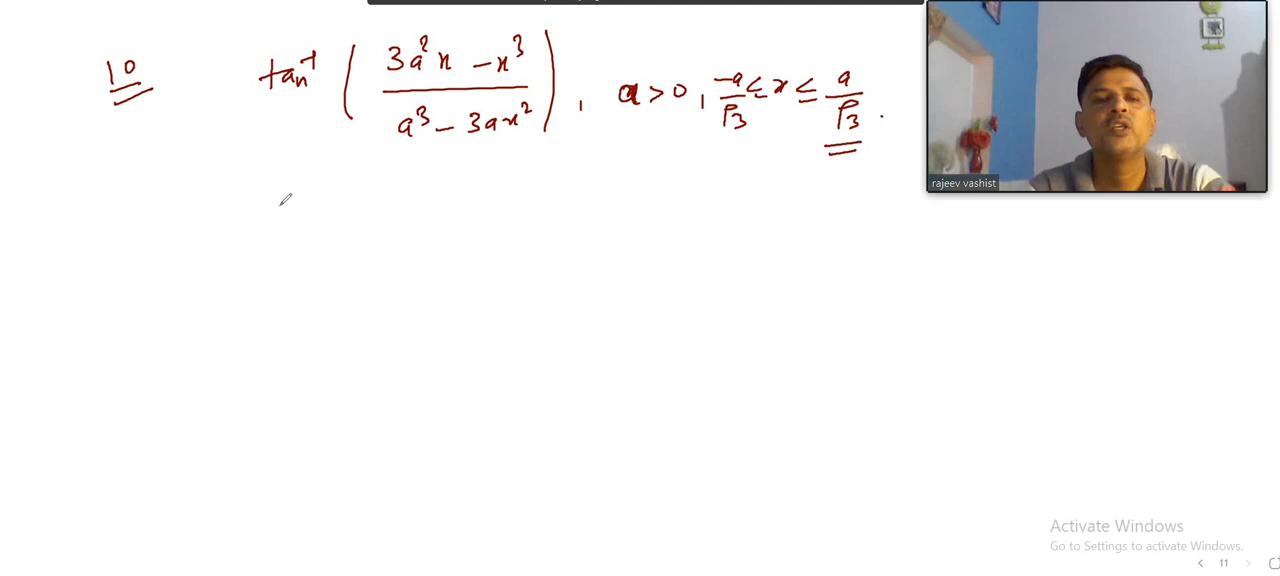 10 tan⁻¹ ( (3a²x - x³) / (a³ - 3ax²) ), a > 0, -a/√3 ≤ x ≤ a/√3.
rajeev vashist
Activate Windows
Go to Settings to activate Windows.
11